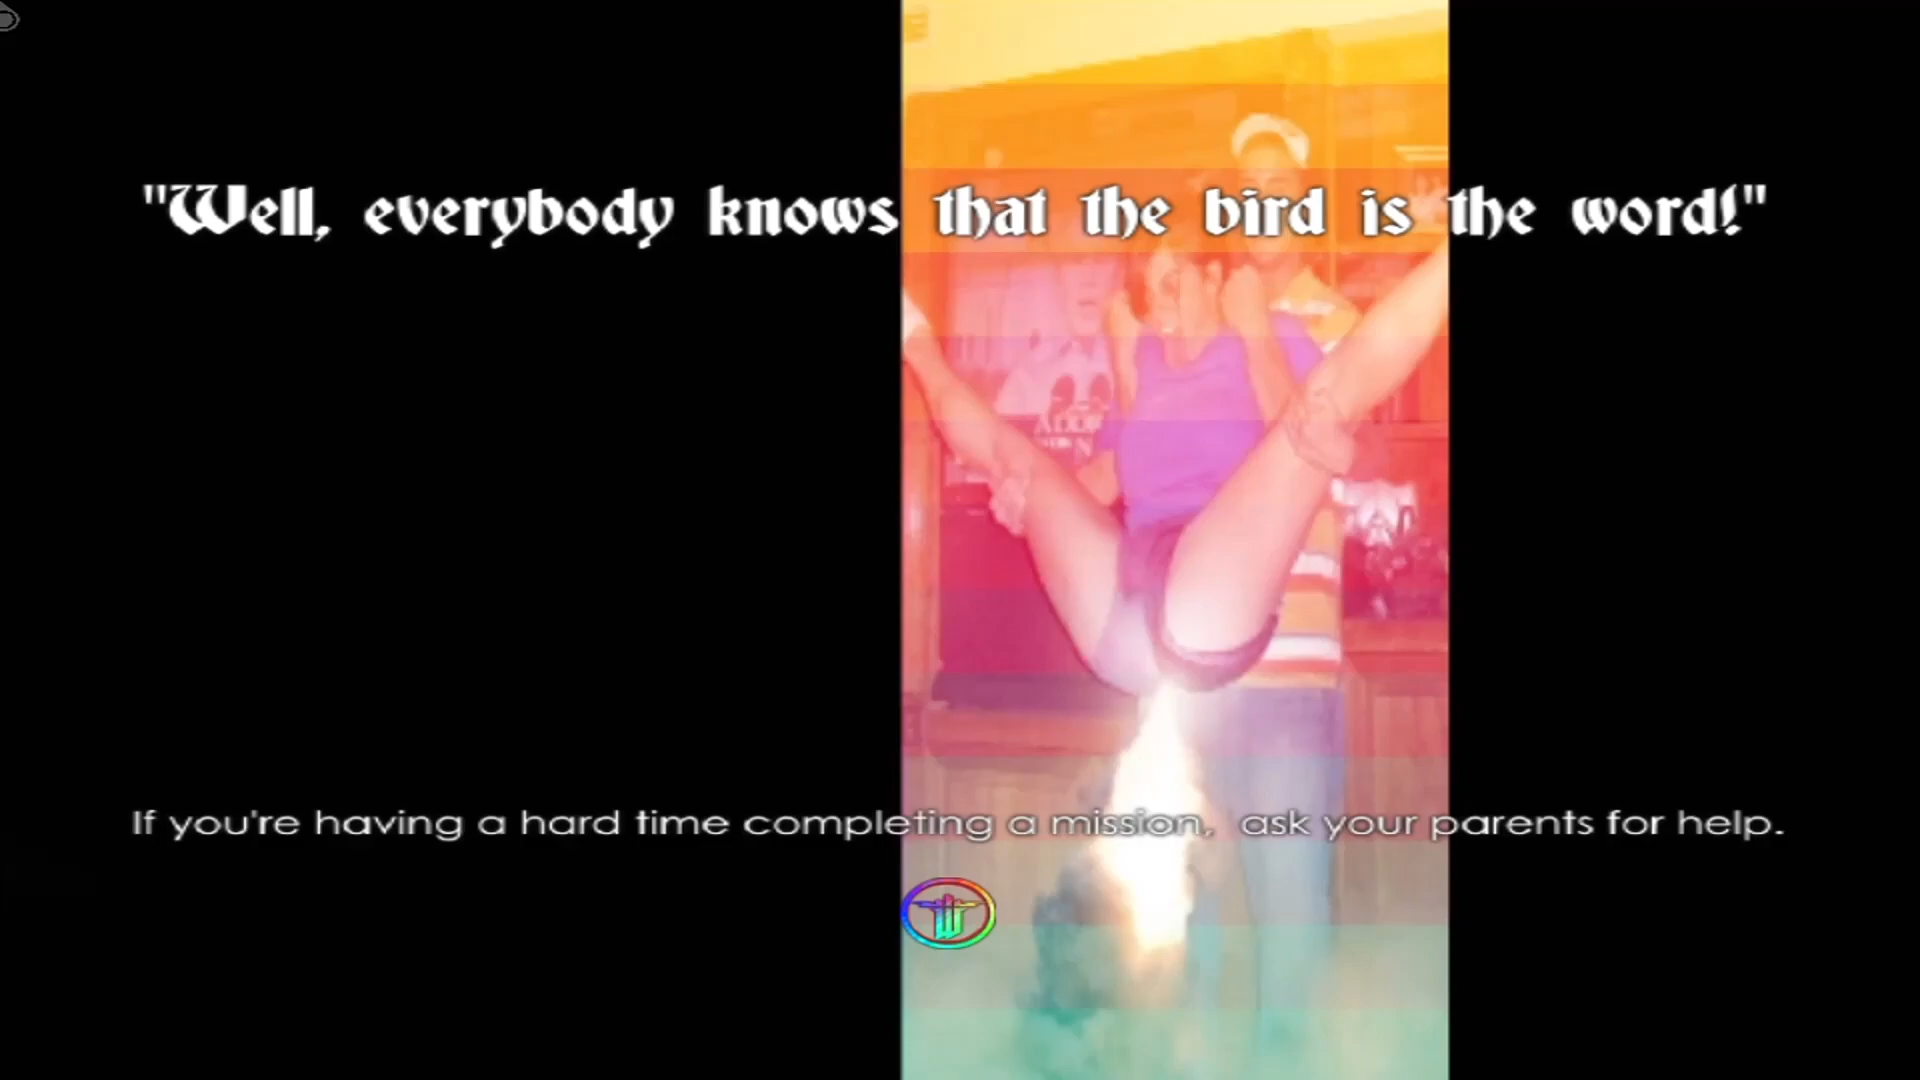 "Well, everybody knows that the bird is the word!"
If you're having a hard time completing a mission, ask your parents for help.